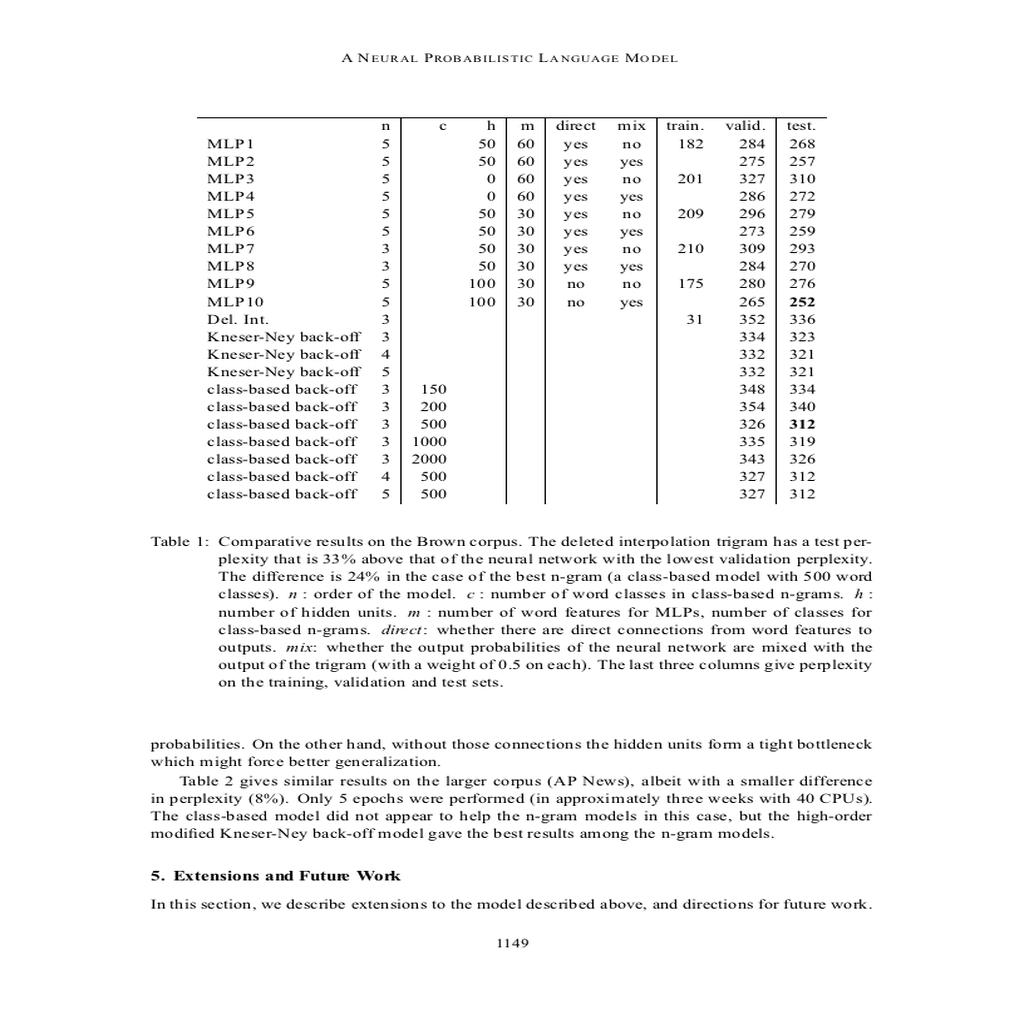 A NEURAL PROBABILISTIC LANGUAGE MODEL
n c h m direct mix train. valid. test.
MLP1 5 50 60 yes no 182 284 268
MLP2 5 50 60 yes yes 275 257
MLP3 5 0 60 yes no 201 327 310
MLP4 5 0 60 yes yes 286 272
MLP5 5 50 30 yes no 209 296 279
MLP6 5 50 30 yes yes 273 259
MLP7 3 50 30 yes no 210 309 293
MLP8 3 50 30 yes yes 284 270
MLP9 5 100 30 no no 175 280 276
MLP10 5 100 30 no yes 265 252
Del. Int. 3 31 352 336
Kneser-Ney back-off 3 334 323
Kneser-Ney back-off 4 332 321
Kneser-Ney back-off 5 332 321
class-based back-off 3 150 348 334
class-based back-off 3 200 354 340
class-based back-off 3 500 326 312
class-based back-off 3 1000 335 319
class-based back-off 3 2000 343 326
class-based back-off 4 500 327 312
class-based back-off 5 500 327 312
Table 1: Comparative results on the Brown corpus. The deleted interpolation trigram has a test per-
plexity that is 33% above that of the neural network with the lowest validation perplexity.
The difference is 24% in the case of the best n-gram (a class-based model with 500 word
classes). n : order of the model. c : number of word classes in class-based n-grams. h :
number of hidden units. m : number of word features for MLPs, number of classes for
class-based n-grams. direct: whether there are direct connections from word features to
outputs. mix: whether the output probabilities of the neural network are mixed with the
output of the trigram (with a weight of 0.5 on each). The last three columns give perplexity
on the training, validation and test sets.
probabilities. On the other hand, without those connections the hidden units form a tight bottleneck
which might force better generalization.
Table 2 gives similar results on the larger corpus (AP News), albeit with a smaller difference
in perplexity (8%). Only 5 epochs were performed (in approximately three weeks with 40 CPUs).
The class-based model did not appear to help the n-gram models in this case, but the high-order
modified Kneser-Ney back-off model gave the best results among the n-gram models.
5. Extensions and Future Work
In this section, we describe extensions to the model described above, and directions for future work.
1149